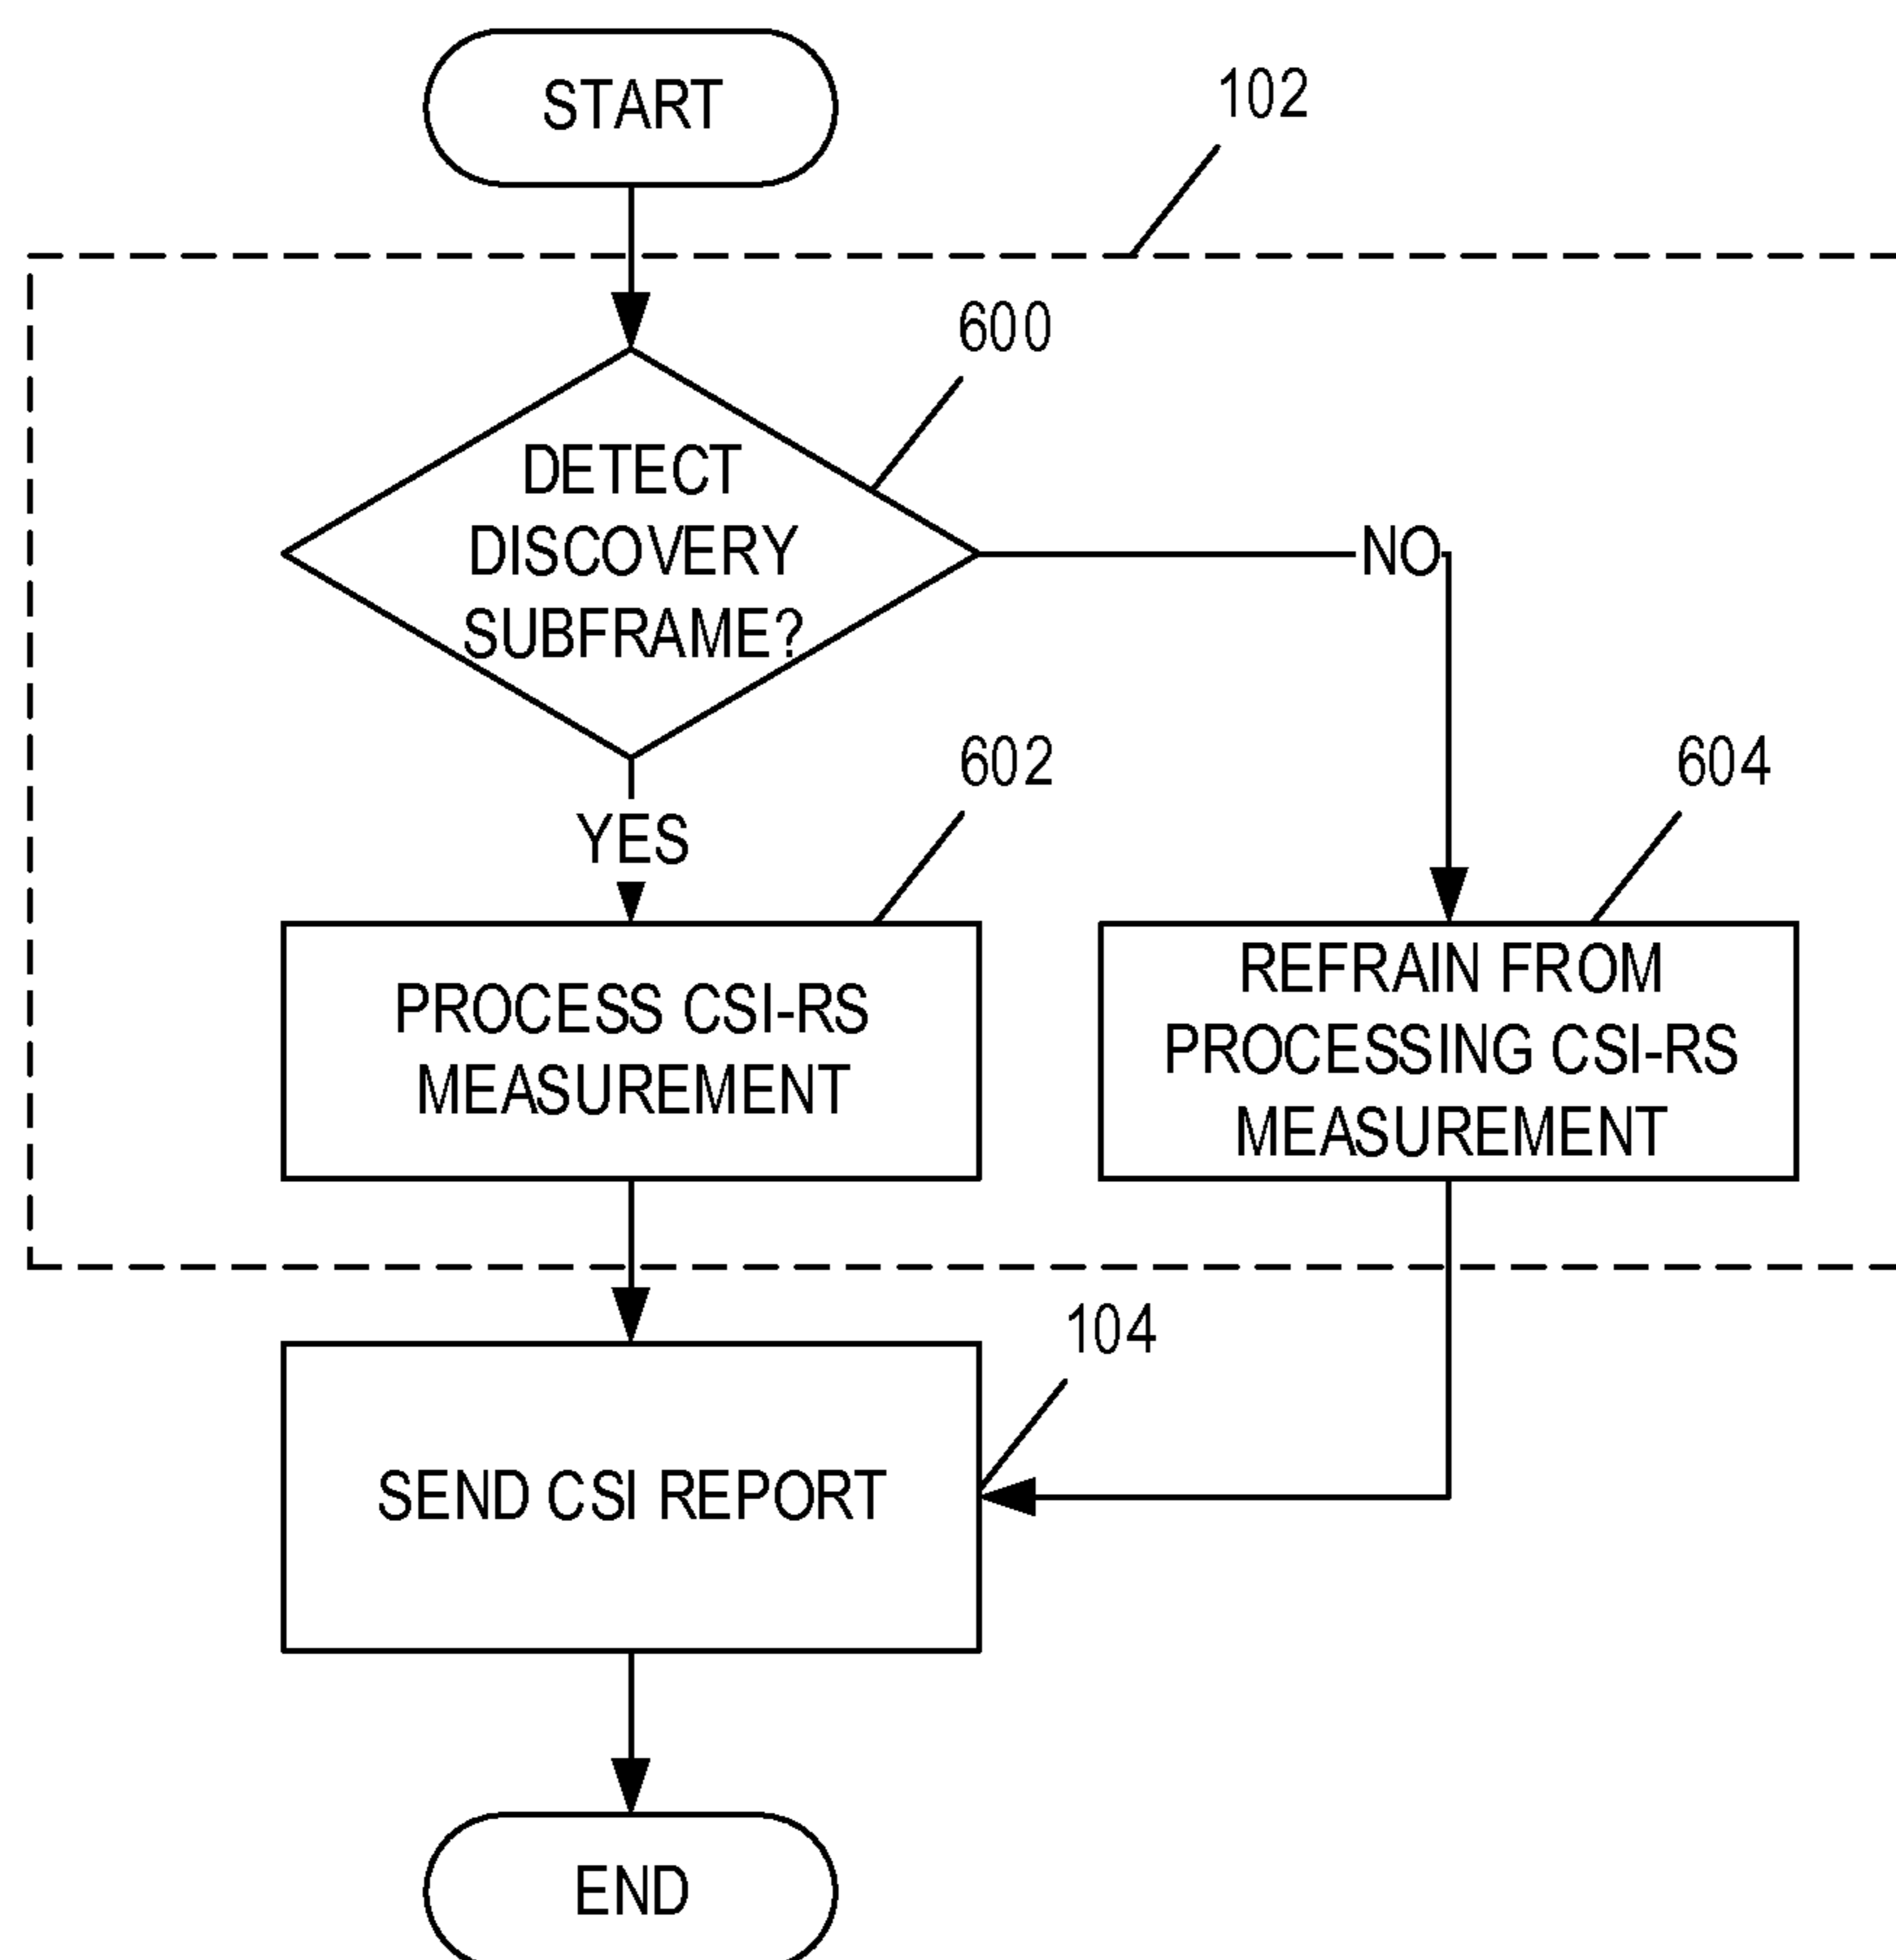 START
102
600
DETECT
DISCOVERY
SUBFRAME?
NO
602
604
YES
PROCESS CSI-RS
MEASUREMENT
REFRAIN FROM
PROCESSING CSI-RS
MEASUREMENT
104
SEND CSI REPORT
END